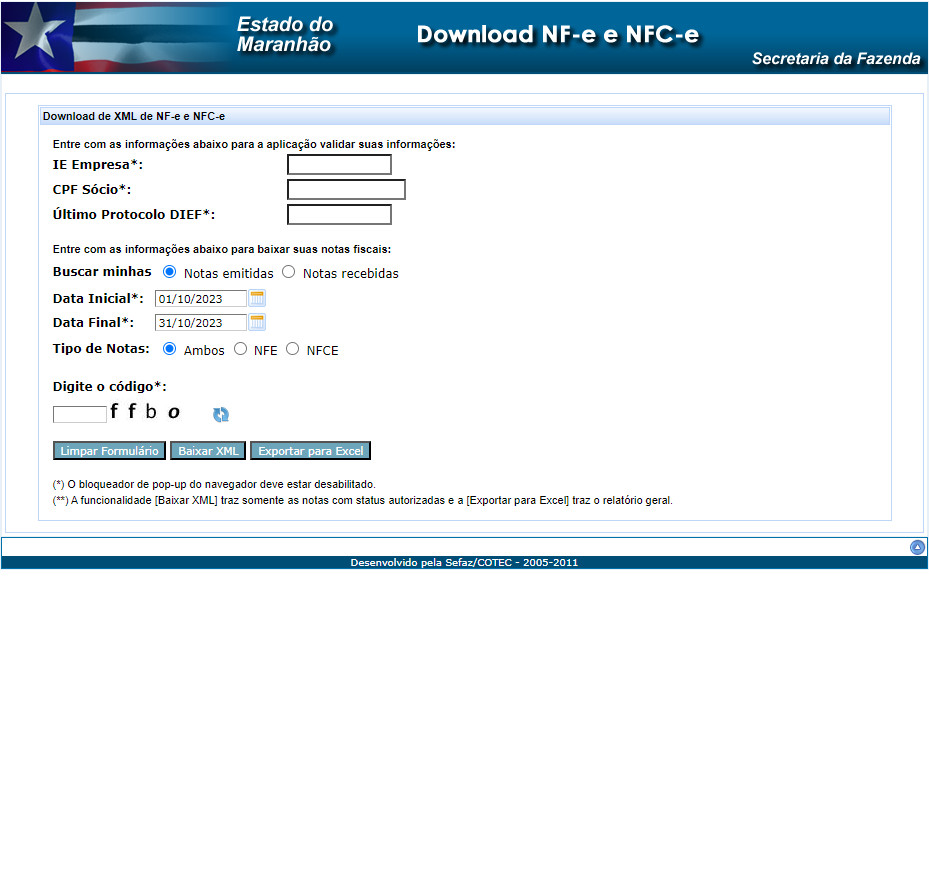 Estado do
Maranhão
Download NF-e e NFC-e
Secretaria da Fazenda
Download de XML de NF-e e NFC-e
Entre com as informações abaixo para a aplicação validar suas informações:
IE Empresa*:
CPF Sócio*:
Último Protocolo DIEF*:
Entre com as informações abaixo para baixar suas notas fiscais:
Buscar minhas Notas emitidas Notas recebidas
Data Inicial*: 01/10/2023
Data Final*: 31/10/2023
Tipo de Notas: Ambos NFE NFCE
Digite o código*:
f f b o
Limpar Formulário Baixar XML Exportar para Excel
(*) O bloqueador de pop-up do navegador deve estar desabilitado.
(**) A funcionalidade [Baixar XML] traz somente as notas com status autorizadas e a [Exportar para Excel] traz o relatório geral.
Desenvolvido pela Sefaz/COTEC - 2005-2011